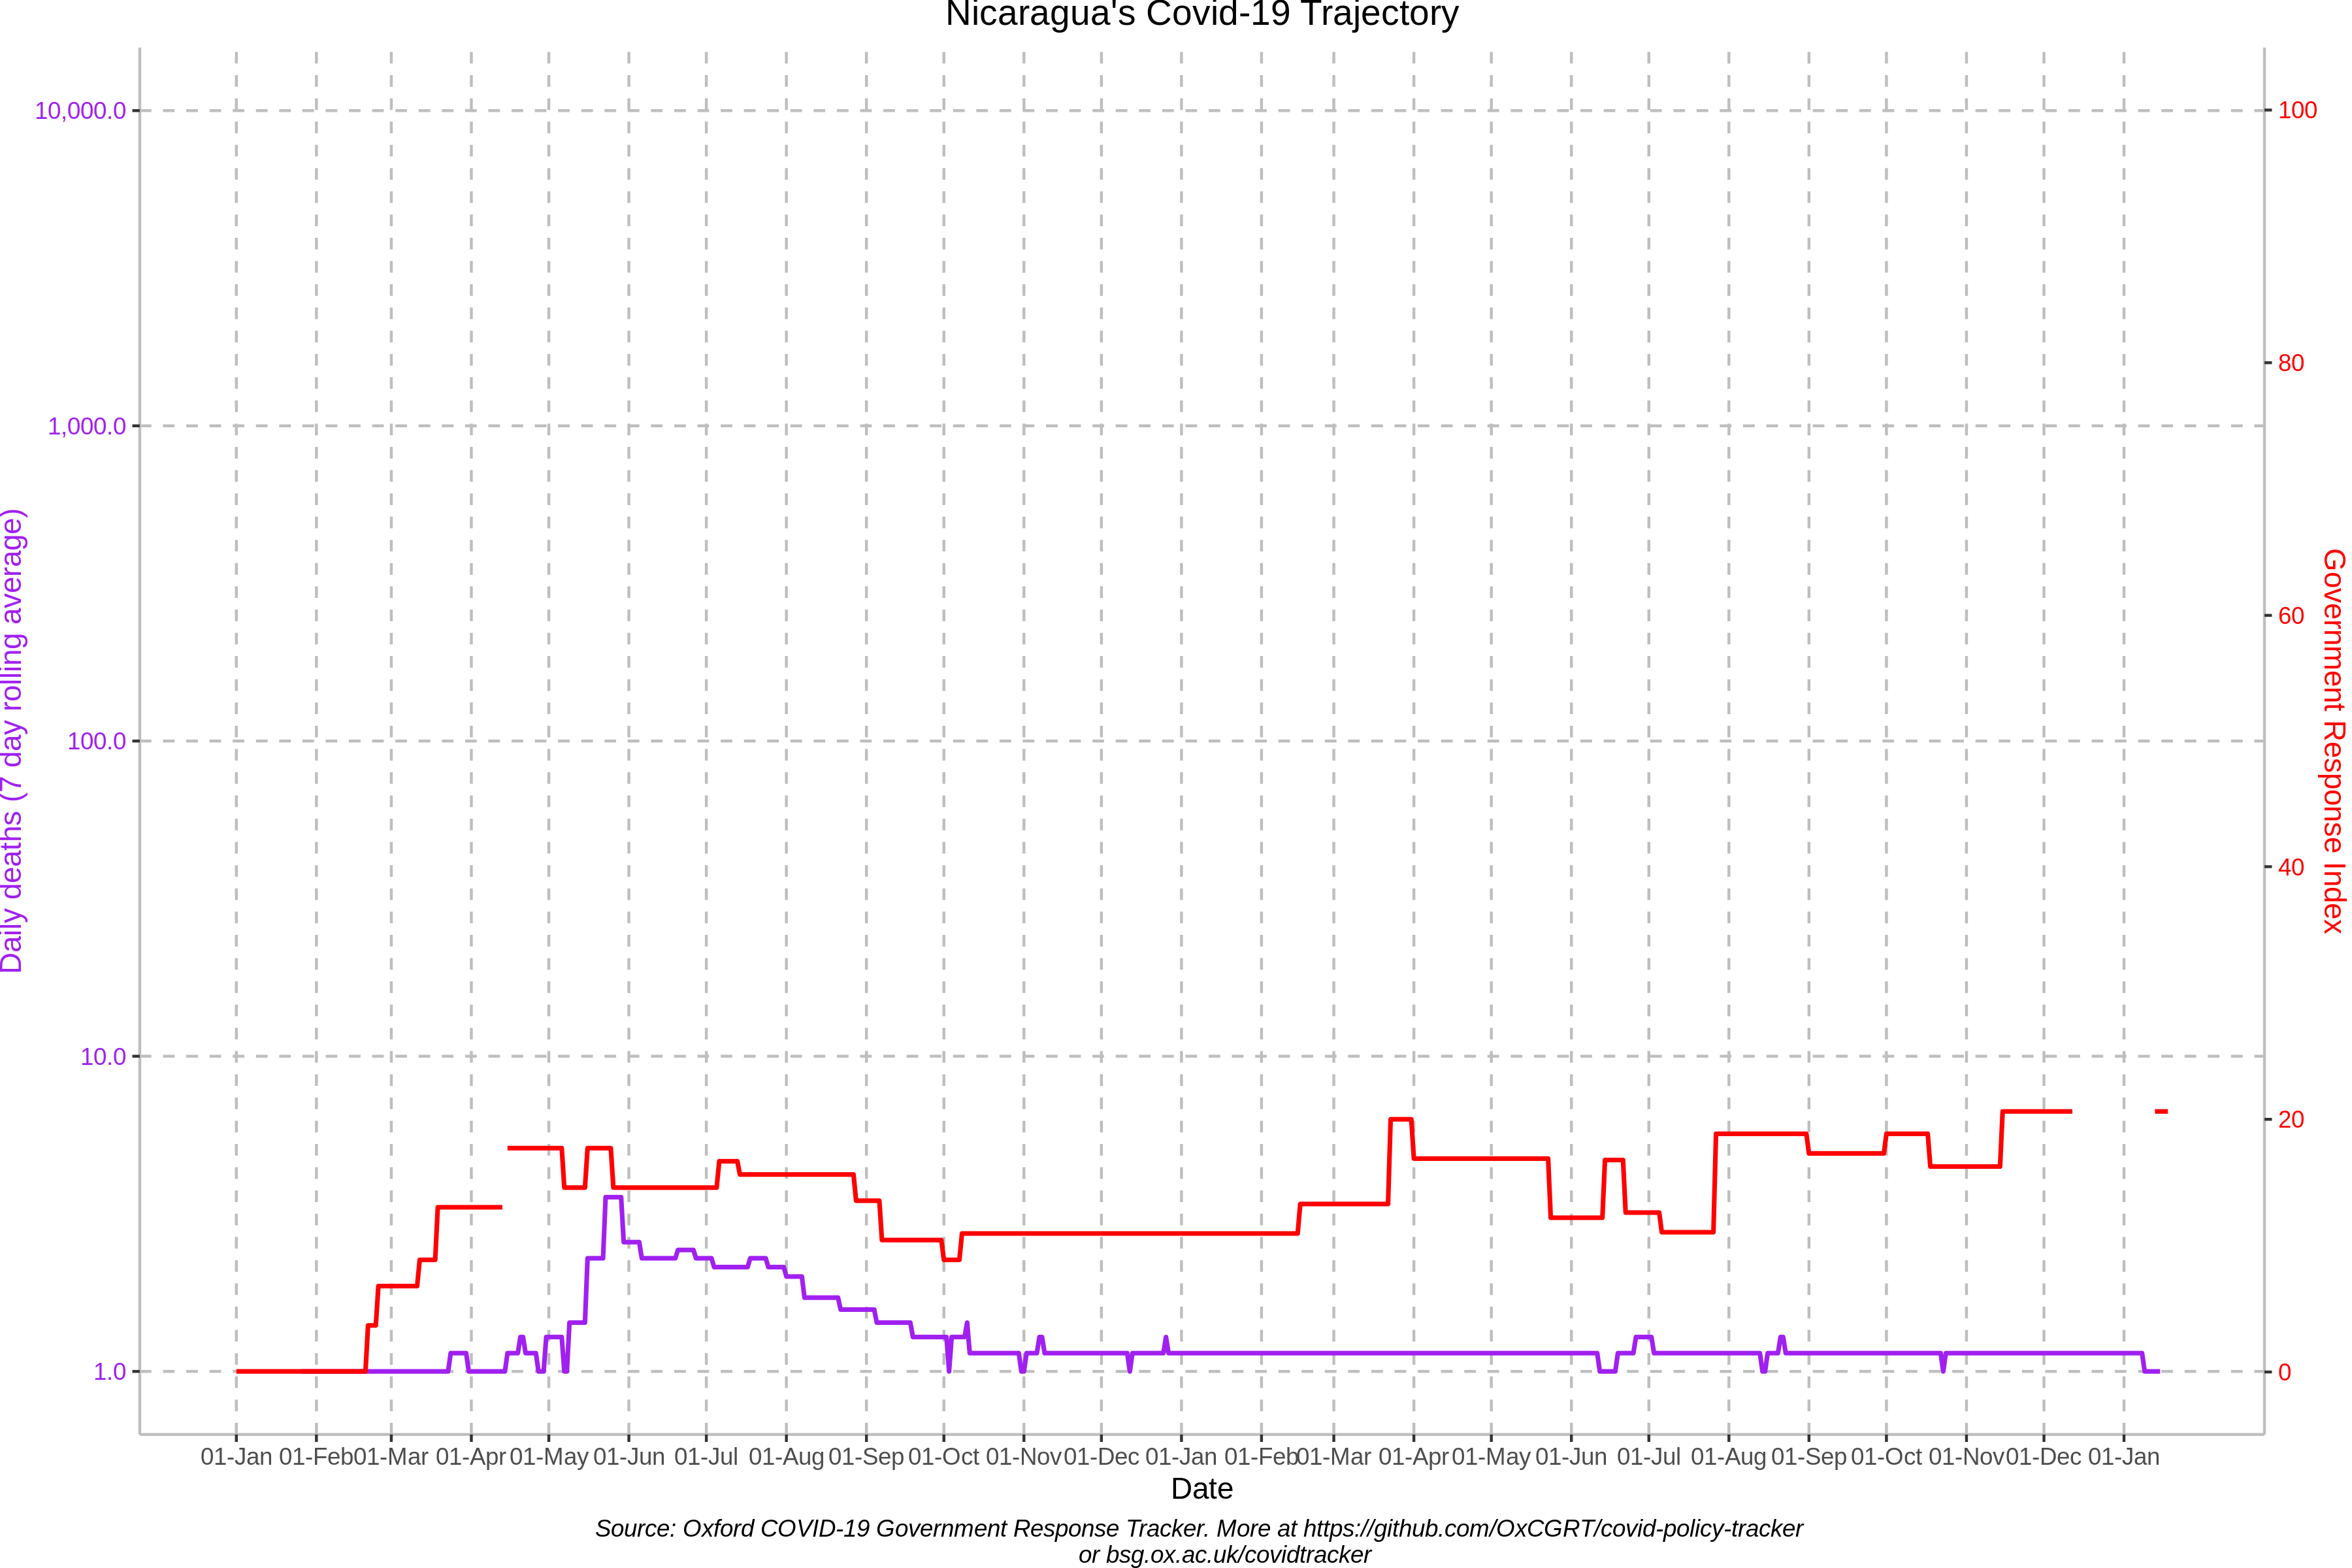 Nicaragua's Covid-19 Trajectory
10,000.0
1,000.0
100.0
10.0
1.0
Daily deaths (7 day rolling average)
100
80
60
40
20
0
Government Response Index
01-Jan 01-Feb 01-Mar 01-Apr 01-May 01-Jun 01-Jul 01-Aug 01-Sep 01-Oct 01-Nov 01-Dec 01-Jan 01-Feb 01-Mar 01-Apr 01-May 01-Jun 01-Jul 01-Aug 01-Sep 01-Oct 01-Nov 01-Dec 01-Jan
Date
Source: Oxford COVID-19 Government Response Tracker. More at https://github.com/OxCGRT/covid-policy-tracker
or bsg.ox.ac.uk/covidtracker